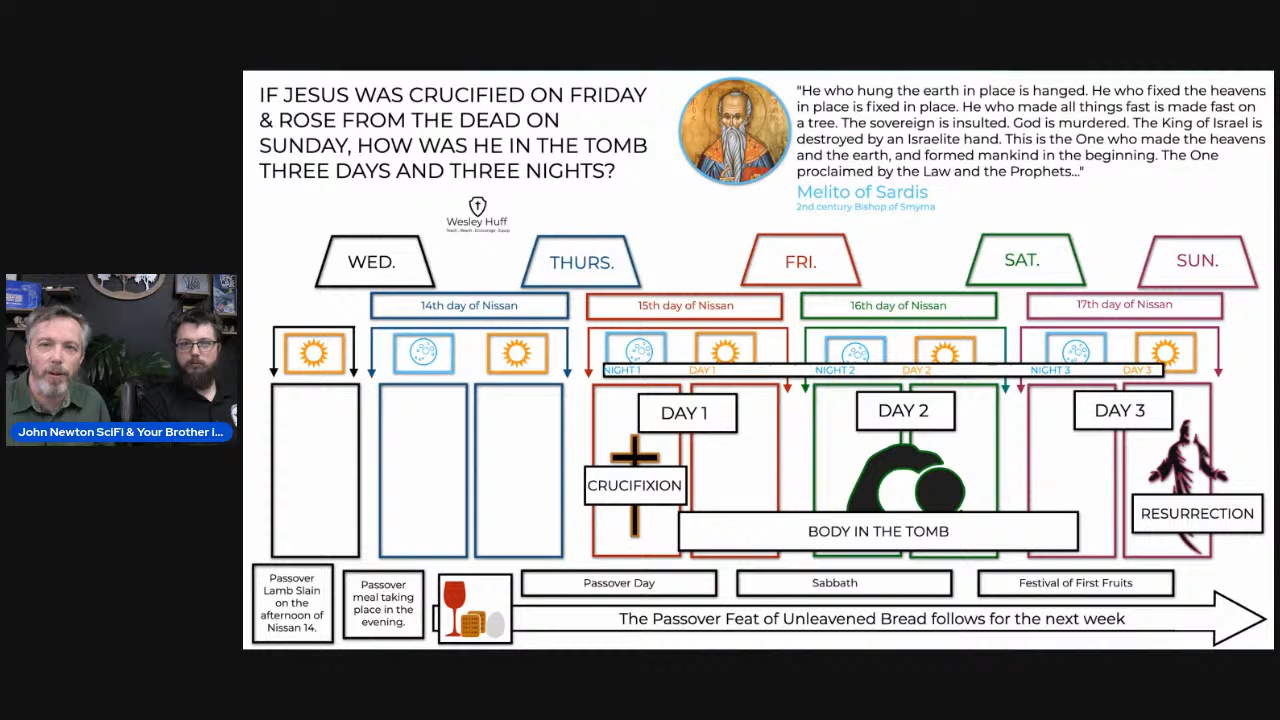 IF JESUS WAS CRUCIFIED ON FRIDAY
& ROSE FROM THE DEAD ON
SUNDAY, HOW WAS HE IN THE TOMB
THREE DAYS AND THREE NIGHTS?
Wesley Huff
"He who hung the earth in place is hanged. He who fixed the heavens
in place is fixed in place. He who made all things fast is made fast on
a tree. The sovereign is insulted. God is murdered. The King of Israel is
destroyed by an Israelite hand. This is the One who made the heavens
and the earth, and formed mankind in the beginning. The One
proclaimed by the Law and the Prophets..."
Melito of Sardis
2nd century Bishop of Smyrna
WED.
THURS.
FRI.
SAT.
SUN.
14th day of Nissan
15th day of Nissan
16th day of Nissan
17th day of Nissan
NIGHT 1
DAY 1
NIGHT 2
DAY 2
NIGHT 3
DAY 3
DAY 1
DAY 2
DAY 3
CRUCIFIXION
BODY IN THE TOMB
RESURRECTION
John Newton SciFi & Your Brother I...
Passover
Lamb Slain
on the
afternoon of
Nissan 14.
Passover
meal taking
place in the
evening.
Passover Day
Sabbath
Festival of First Fruits
The Passover Feat of Unleavened Bread follows for the next week